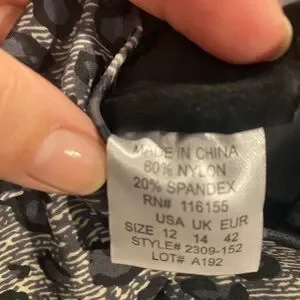 MADE IN CHINA
80% NYLON
20% SPANDEX
RN# 116155
USA UK EUR
SIZE 12 14 42
STYLE# 2309-152
LOT# A192